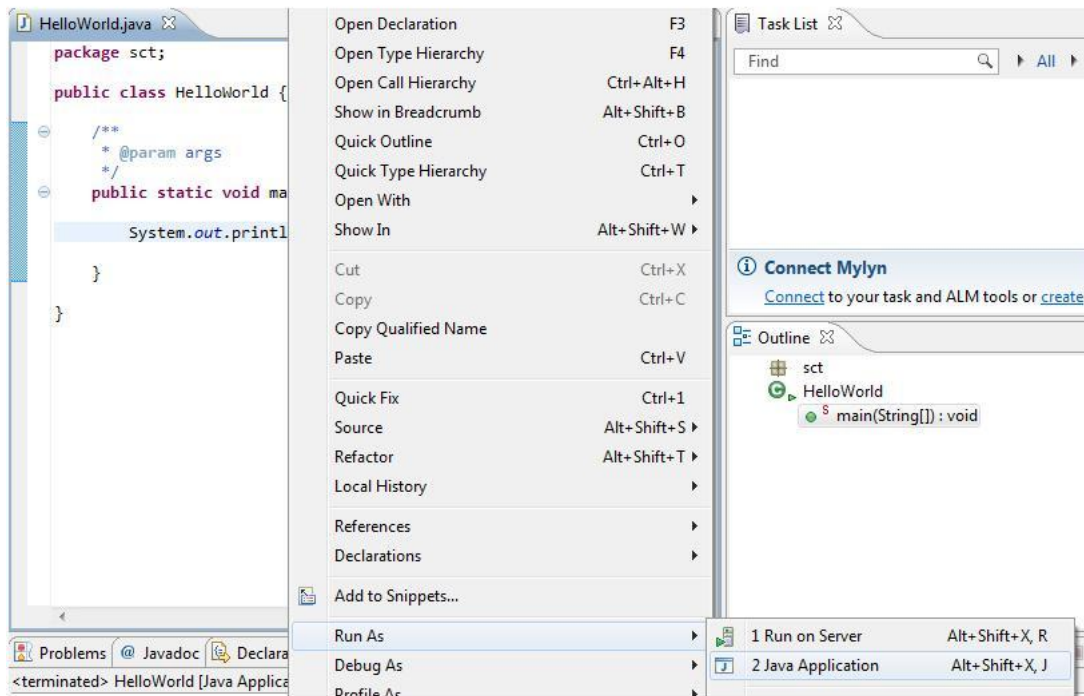 HelloWorld.java
package sct;
public class HelloWorld {
/**
* @param args
*/
public static void ma
System.out.printl
}
}
Open Declaration F3
Open Type Hierarchy F4
Open Call Hierarchy Ctrl+Alt+H
Show in Breadcrumb Alt+Shift+B
Quick Outline Ctrl+O
Quick Type Hierarchy Ctrl+T
Open With
Show In Alt+Shift+W
Cut Ctrl+X
Copy Ctrl+C
Copy Qualified Name
Paste Ctrl+V
Quick Fix Ctrl+1
Source Alt+Shift+S
Refactor Alt+Shift+T
Local History
References
Declarations
Add to Snippets...
Run As
Debug As
Profile As
1 Run on Server Alt+Shift+X, R
2 Java Application Alt+Shift+X, J
Task List
Find All
Connect Mylyn
Connect to your task and ALM tools or create
Outline
sct
HelloWorld
main(String[]) : void
Problems @ Javadoc Declara
<terminated> HelloWorld [Java Applica